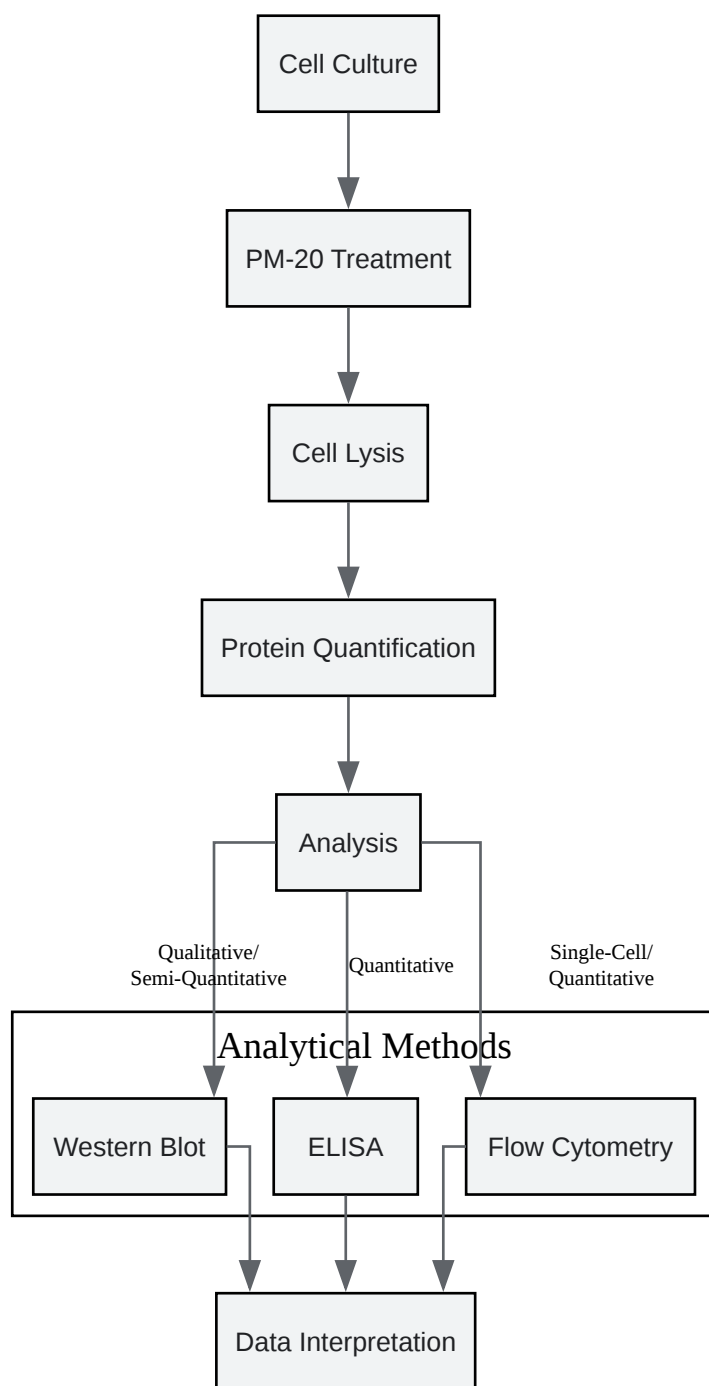 Cell Culture
PM-20 Treatment
Cell Lysis
Protein Quantification
Analysis
Qualitative/
Semi-Quantitative
Quantitative
Single-Cell/
Quantitative
Analytical Methods
Western Blot
ELISA
Flow Cytometry
Data Interpretation